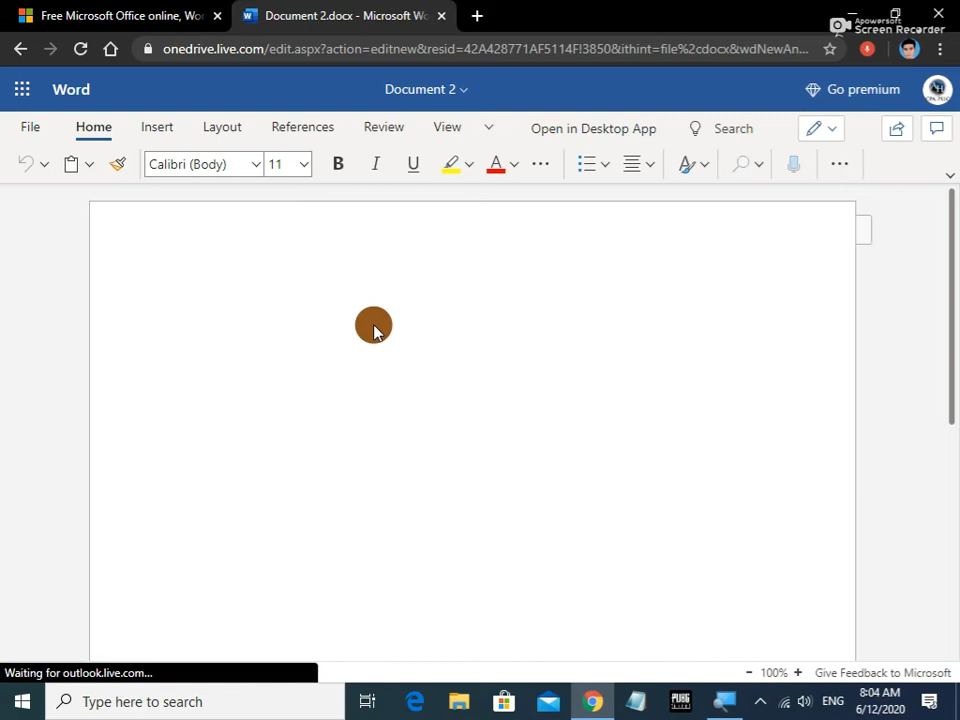 Free Microsoft Office online, Wor
Document 2.docx - Microsoft Wo
Apowersoft
Screen Recorder
onedrive.live.com/edit.aspx?action=editnew&resid=42A428771AF5114F!3850&ithint=file%2cdocx&wdNewAn...
Word
Document 2
Go premium
File
Home
Insert
Layout
References
Review
View
Open in Desktop App
Search
Calibri (Body)
11
B
I
U
A
Waiting for outlook.live.com...
- 100% +
Give Feedback to Microsoft
Type here to search
ENG
8:04 AM
6/12/2020